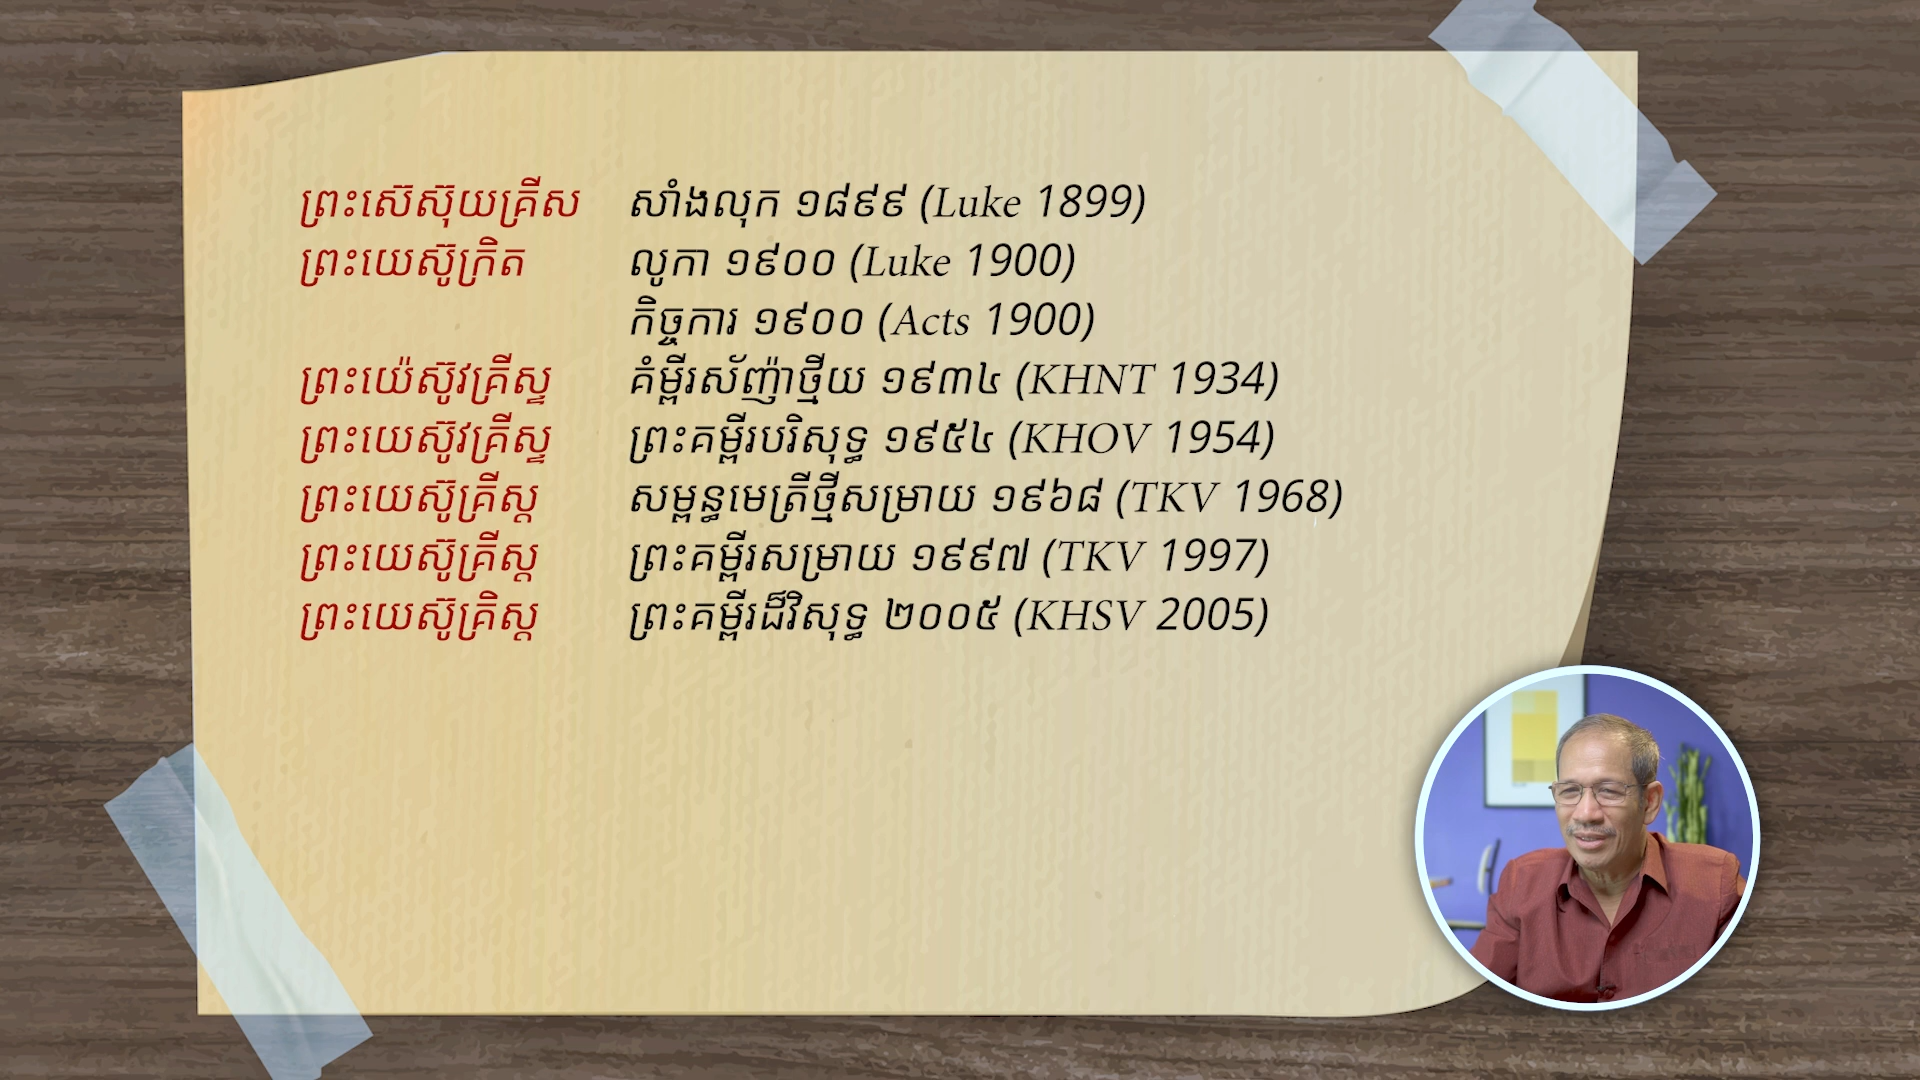 ព្រះស៊េស៊ុយគ្រីស សាំងលុក ១៨៩៩ (Luke 1899)
ព្រះយេស៊ូក្រិត លូកា ១៩០០ (Luke 1900)
កិច្ចការ ១៩០០ (Acts 1900)
ព្រះយ៉េស៊ូវគ្រីស្ទ គំម្ពីរស័ញ៉ាថ្មីយ ១៩៣៤ (KHNT 1934)
ព្រះយេស៊ូវគ្រីស្ទ ព្រះគម្ពីរបរិសុទ្ធ ១៩៥៤ (KHOV 1954)
ព្រះយេស៊ូគ្រីស្ត សម្ពន្ធមេត្រីថ្មីសម្រាយ ១៩៦៨ (TKV 1968)
ព្រះយេស៊ូគ្រីស្ត ព្រះគម្ពីរសម្រាយ ១៩៩៧ (TKV 1997)
ព្រះយេស៊ូគ្រិស្ត ព្រះគម្ពីរដ៏វិសុទ្ធ ២០០៥ (KHSV 2005)